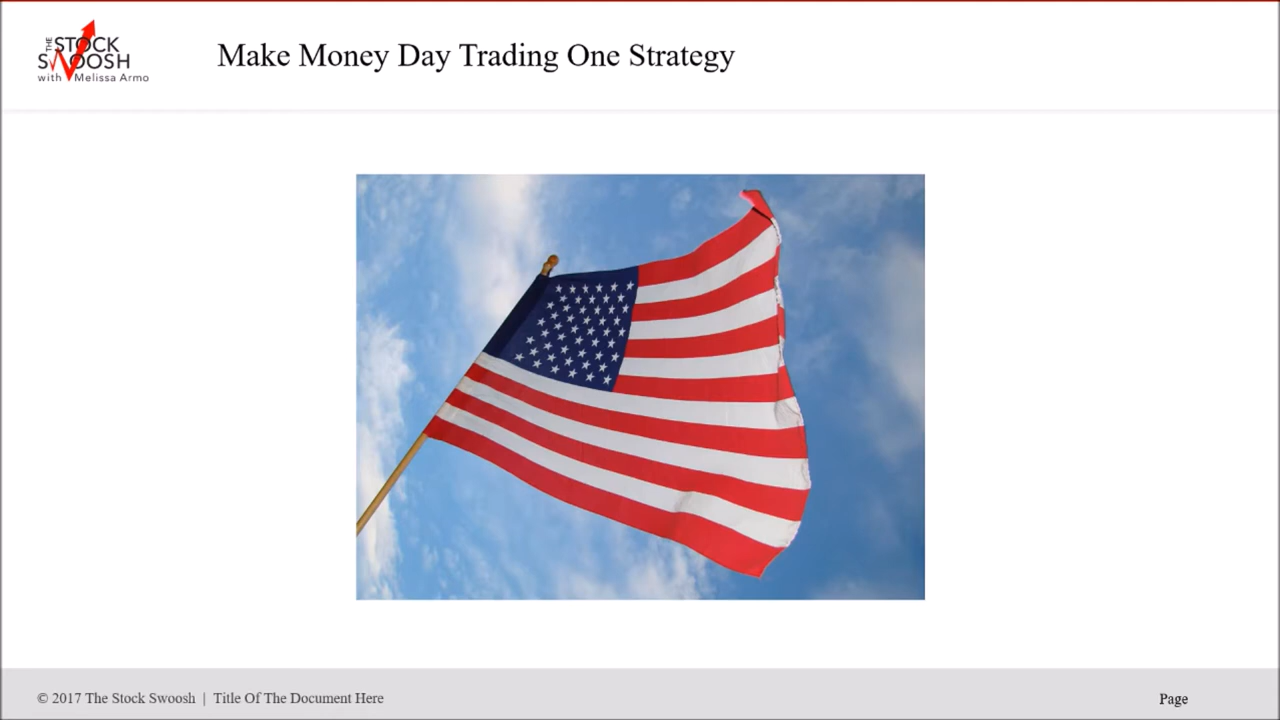 THE STOCK
SWOOSH
with Melissa Armo
Make Money Day Trading One Strategy
© 2017 The Stock Swoosh | Title Of The Document Here
Page